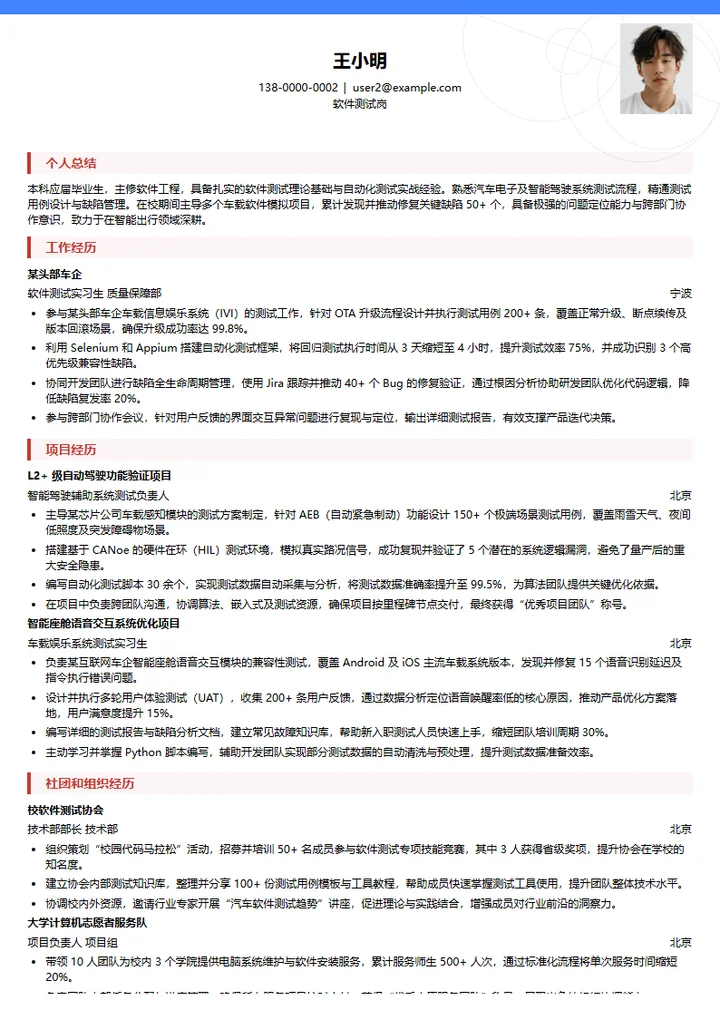 王小明
138-0000-0002 | user2@example.com
软件测试岗
个人总结
本科应届毕业生，主修软件工程，具备扎实的软件测试理论基础与自动化测试实战经验。熟悉汽车电子及智能驾驶系统测试流程，精通测试
用例设计与缺陷管理。在校期间主导多个车载软件模拟项目，累计发现并推动修复关键缺陷 50+ 个，具备极强的问题定位能力与跨部门协
作意识，致力于在智能出行领域深耕。
工作经历
某头部车企
软件测试实习生 质量保障部 宁波
• 参与某头部车企车载信息娱乐系统（IVI）的测试工作，针对 OTA 升级流程设计并执行测试用例 200+ 条，覆盖正常升级、断点续传及
版本回滚场景，确保升级成功率达 99.8%。
• 利用 Selenium 和 Appium 搭建自动化测试框架，将回归测试执行时间从 3 天缩短至 4 小时，提升测试效率 75%，并成功识别 3 个高
优先级兼容性缺陷。
• 协同开发团队进行缺陷全生命周期管理，使用 Jira 跟踪并推动 40+ 个 Bug 的修复验证，通过根因分析协助研发团队优化代码逻辑，降
低缺陷复发率 20%。
• 参与跨部门协作会议，针对用户反馈的界面交互异常问题进行复现与定位，输出详细测试报告，有效支撑产品迭代决策。
项目经历
L2+ 级自动驾驶功能验证项目
智能驾驶辅助系统测试负责人 北京
• 主导某芯片公司车载感知模块的测试方案制定，针对 AEB（自动紧急制动）功能设计 150+ 个极端场景测试用例，覆盖雨雪天气、夜间
低照度及突发障碍物场景。
• 搭建基于 CANoe 的硬件在环（HIL）测试环境，模拟真实路况信号，成功复现并验证了 5 个潜在的系统逻辑漏洞，避免了量产后的重
大安全隐患。
• 编写自动化测试脚本 30 余个，实现测试数据自动采集与分析，将测试数据准确率提升至 99.5%，为算法团队提供关键优化依据。
• 在项目中负责跨团队沟通，协调算法、嵌入式及测试资源，确保项目按里程碑节点交付，最终获得“优秀项目团队”称号。
智能座舱语音交互系统优化项目
车载娱乐系统测试实习生 北京
• 负责某互联网车企智能座舱语音交互模块的兼容性测试，覆盖 Android 及 iOS 主流车载系统版本，发现并修复 15 个语音识别延迟及
指令执行错误问题。
• 设计并执行多轮用户体验测试（UAT），收集 200+ 条用户反馈，通过数据分析定位语音唤醒率低的核心原因，推动产品优化方案落
地，用户满意度提升 15%。
• 编写详细的测试报告与缺陷分析文档，建立常见故障知识库，帮助新入职测试人员快速上手，缩短团队培训周期 30%。
• 主动学习并掌握 Python 脚本编写，辅助开发团队实现部分测试数据的自动清洗与预处理，提升测试数据准备效率。
社团和组织经历
校软件测试协会
技术部部长 技术部 北京
• 组织策划“校园代码马拉松”活动，招募并培训 50+ 名成员参与软件测试专项技能竞赛，其中 3 人获得省级奖项，提升协会在学校的
知名度。
• 建立协会内部测试知识库，整理并分享 100+ 份测试用例模板与工具教程，帮助成员快速掌握测试工具使用，提升团队整体技术水平。
• 协调校内外资源，邀请行业专家开展“汽车软件测试趋势”讲座，促进理论与实践结合，增强成员对行业前沿的洞察力。
大学计算机志愿者服务队
项目负责人 项目组 北京
• 带领 10 人团队为校内 3 个学院提供电脑系统维护与软件安装服务，累计服务师生 500+ 人次，通过标准化流程将单次服务时间缩短
20%。